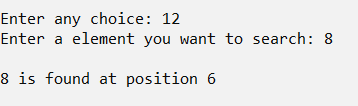 Enter any choice: 12
Enter a element you want to search: 8
8 is found at position 6